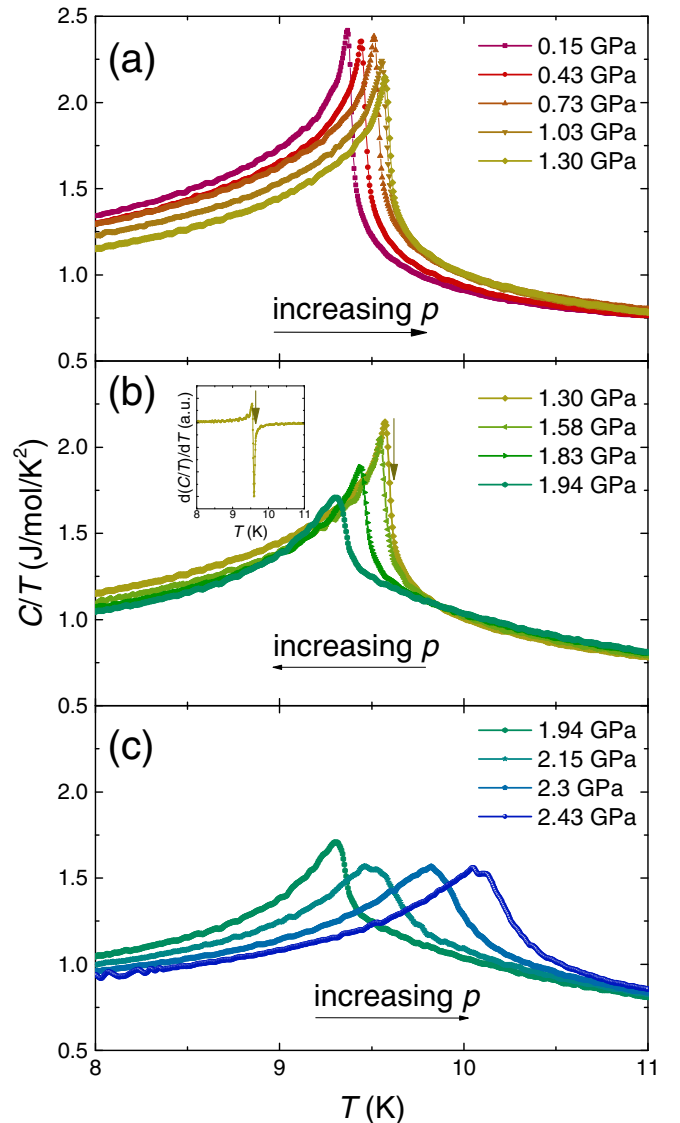 (a)
2.5
2.0
1.5
1.0
0.5
0.15 GPa
0.43 GPa
0.73 GPa
1.03 GPa
1.30 GPa
increasing p
(b)
d(C/T)/dT (a.u.)
8 9 10 11
T (K)
2.0
1.5
1.0
0.5
1.30 GPa
1.58 GPa
1.83 GPa
1.94 GPa
increasing p
C/T (J/mol/K²)
(c)
2.0
1.5
1.0
0.5
1.94 GPa
2.15 GPa
2.3 GPa
2.43 GPa
increasing p
8 9 10 11
T (K)